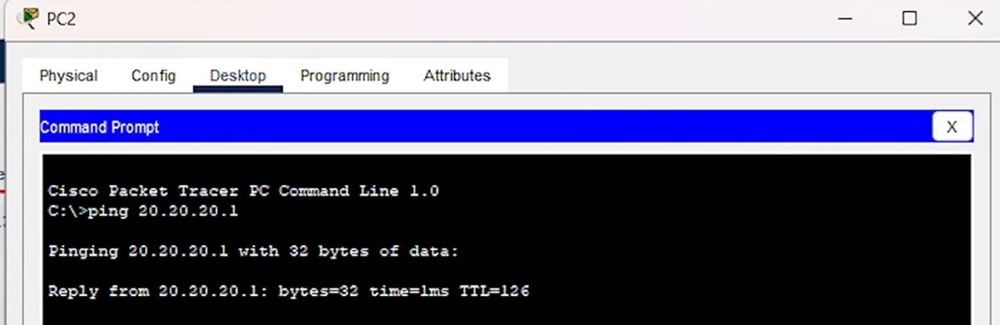 PC2
Physical Config Desktop Programming Attributes
Command Prompt
X
Cisco Packet Tracer PC Command Line 1.0
C:\>ping 20.20.20.1
Pinging 20.20.20.1 with 32 bytes of data:
Reply from 20.20.20.1: bytes=32 time=1ms TTL=126